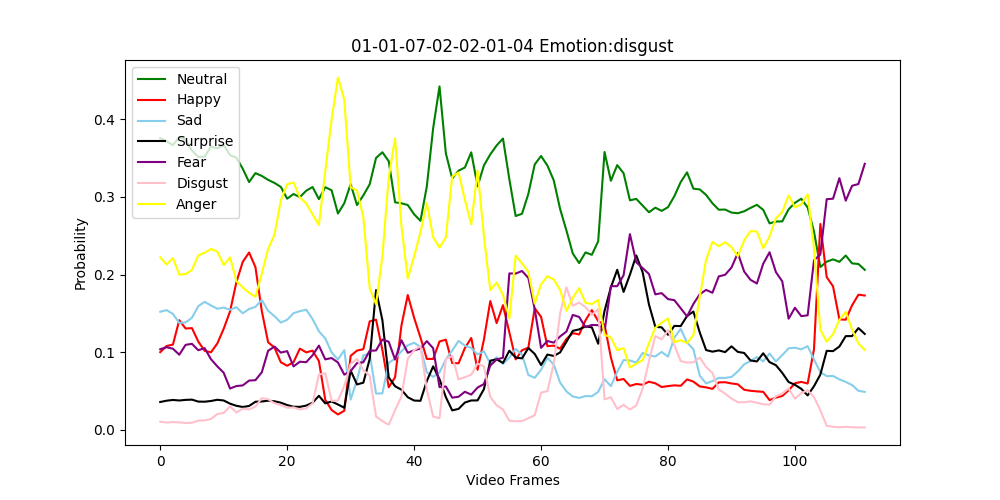 01-01-07-02-02-01-04 Emotion:disgust
Neutral
Happy
Sad
Surprise
Fear
Disgust
Anger
Probability
0.4
0.3
0.2
0.1
0.0
0 20 40 60 80 100
Video Frames